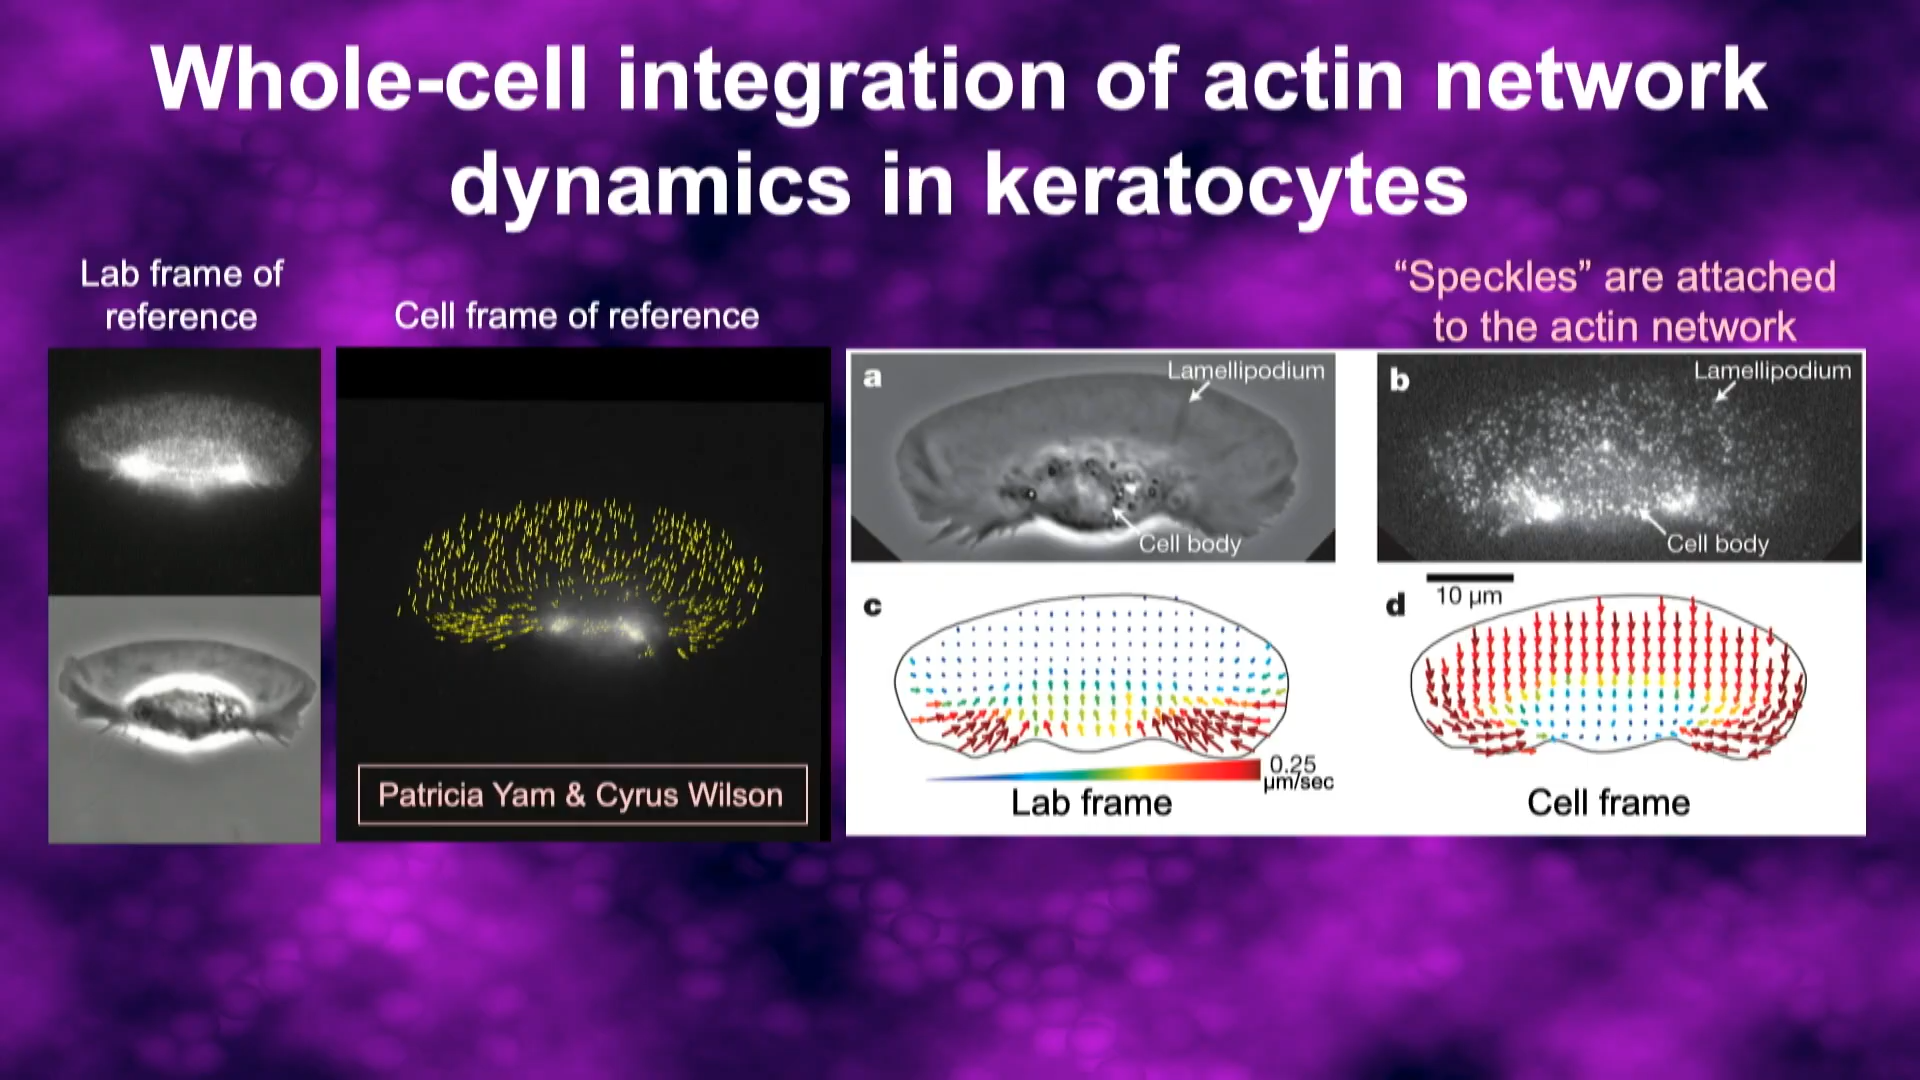 Whole-cell integration of actin network
dynamics in keratocytes
Lab frame of
reference
Cell frame of reference
“Speckles” are attached
to the actin network
a
Lamellipodium
Cell body
b
Lamellipodium
Cell body
c
0.25
µm/sec
Lab frame
d
10 µm
Cell frame
Patricia Yam & Cyrus Wilson